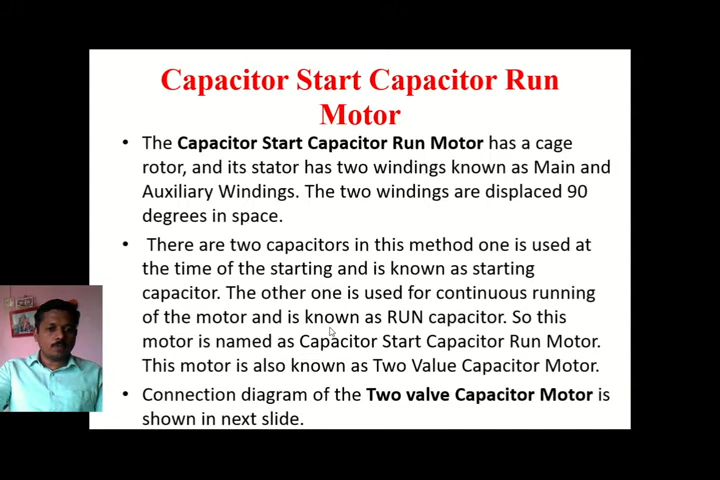 Capacitor Start Capacitor Run
Motor
• The Capacitor Start Capacitor Run Motor has a cage
rotor, and its stator has two windings known as Main and
Auxiliary Windings. The two windings are displaced 90
degrees in space.
• There are two capacitors in this method one is used at
the time of the starting and is known as starting
capacitor. The other one is used for continuous running
of the motor and is known as RUN capacitor. So this
motor is named as Capacitor Start Capacitor Run Motor.
This motor is also known as Two Value Capacitor Motor.
• Connection diagram of the Two valve Capacitor Motor is
shown in next slide.